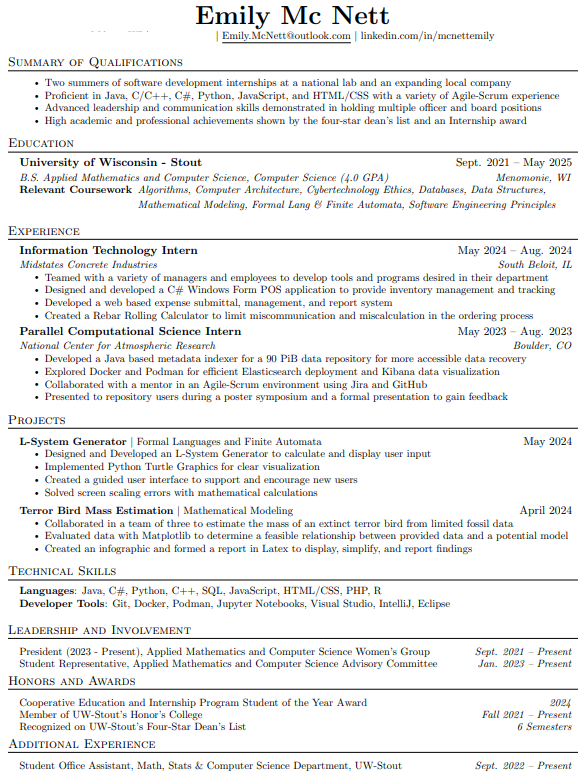 Emily Mc Nett
| Emily.McNett@outlook.com | linkedin.com/in/mcnettemily
Summary of Qualifications
• Two summers of software development internships at a national lab and an expanding local company
• Proficient in Java, C/C++, C#, Python, JavaScript, and HTML/CSS with a variety of Agile-Scrum experience
• Advanced leadership and communication skills demonstrated in holding multiple officer and board positions
• High academic and professional achievements shown by the four-star dean's list and an Internship award
Education
University of Wisconsin - Stout Sept. 2021 – May 2025
B.S. Applied Mathematics and Computer Science, Computer Science (4.0 GPA) Menomonie, WI
Relevant Coursework Algorithms, Computer Architecture, Cybertechnology Ethics, Databases, Data Structures,
Mathematical Modeling, Formal Lang & Finite Automata, Software Engineering Principles
Experience
Information Technology Intern May 2024 – Aug. 2024
Midstates Concrete Industries South Beloit, IL
• Teamed with a variety of managers and employees to develop tools and programs desired in their department
• Designed and developed a C# Windows Form POS application to provide inventory management and tracking
• Developed a web based expense submittal, management, and report system
• Created a Rebar Rolling Calculator to limit miscommunication and miscalculation in the ordering process
Parallel Computational Science Intern May 2023 – Aug. 2023
National Center for Atmospheric Research Boulder, CO
• Developed a Java based metadata indexer for a 90 PiB data repository for more accessible data recovery
• Explored Docker and Podman for efficient Elasticsearch deployment and Kibana data visualization
• Collaborated with a mentor in an Agile-Scrum environment using Jira and GitHub
• Presented to repository users during a poster symposium and a formal presentation to gain feedback
Projects
L-System Generator | Formal Languages and Finite Automata May 2024
• Designed and Developed an L-System Generator to calculate and display user input
• Implemented Python Turtle Graphics for clear visualization
• Created a guided user interface to support and encourage new users
• Solved screen scaling errors with mathematical calculations
Terror Bird Mass Estimation | Mathematical Modeling April 2024
• Collaborated in a team of three to estimate the mass of an extinct terror bird from limited fossil data
• Evaluated data with Matplotlib to determine a feasible relationship between provided data and a potential model
• Created an infographic and formed a report in Latex to display, simplify, and report findings
Technical Skills
Languages: Java, C#, Python, C++, SQL, JavaScript, HTML/CSS, PHP, R
Developer Tools: Git, Docker, Podman, Jupyter Notebooks, Visual Studio, IntelliJ, Eclipse
Leadership and Involvement
President (2023 - Present), Applied Mathematics and Computer Science Women's Group Sept. 2021 – Present
Student Representative, Applied Mathematics and Computer Science Advisory Committee Jan. 2023 – Present
Honors and Awards
Cooperative Education and Internship Program Student of the Year Award 2024
Member of UW-Stout's Honor's College Fall 2021 – Present
Recognized on UW-Stout's Four-Star Dean's List 6 Semesters
Additional Experience
Student Office Assistant, Math, Stats & Computer Science Department, UW-Stout Sept. 2022 – Present